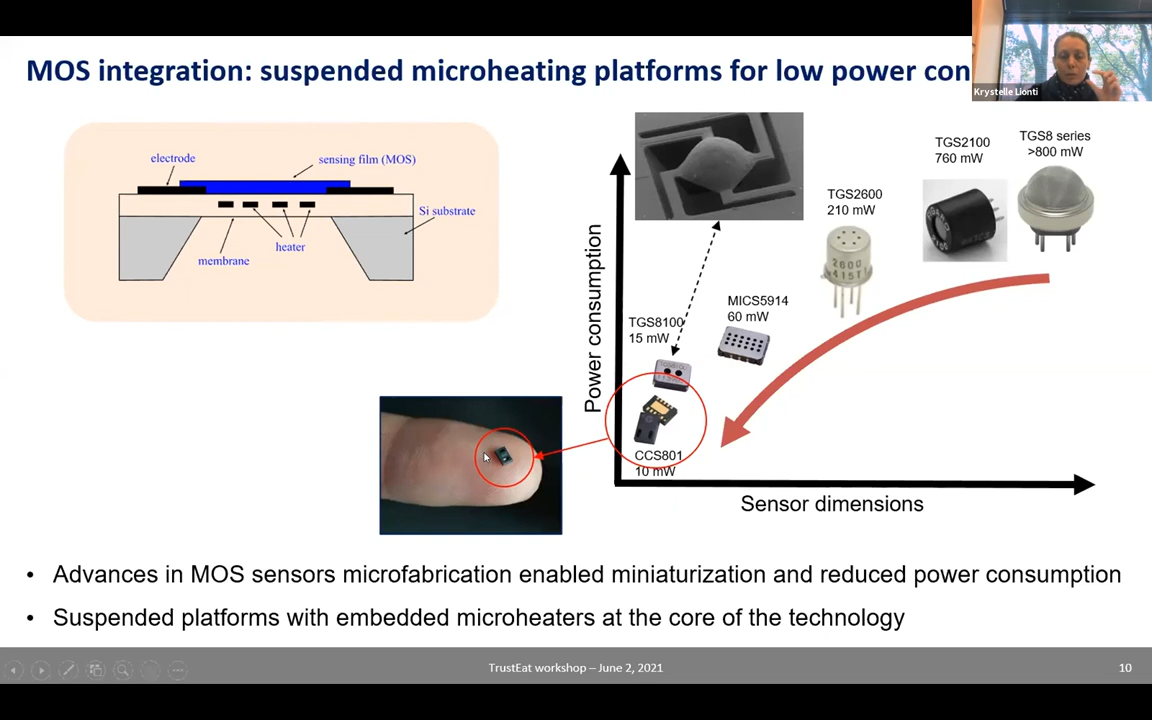 MOS integration: suspended microheating platforms for low power con
Krystelle Lionti
electrode
sensing film (MOS)
Si substrate
heater
membrane
Power consumption
TGS2100
760 mW
TGS8 series
>800 mW
TGS2600
210 mW
2600
MICS5914
60 mW
TGS8100
15 mW
CCS801
10 mW
Sensor dimensions
• Advances in MOS sensors microfabrication enabled miniaturization and reduced power consumption
• Suspended platforms with embedded microheaters at the core of the technology
TrustEat workshop – June 2, 2021
10